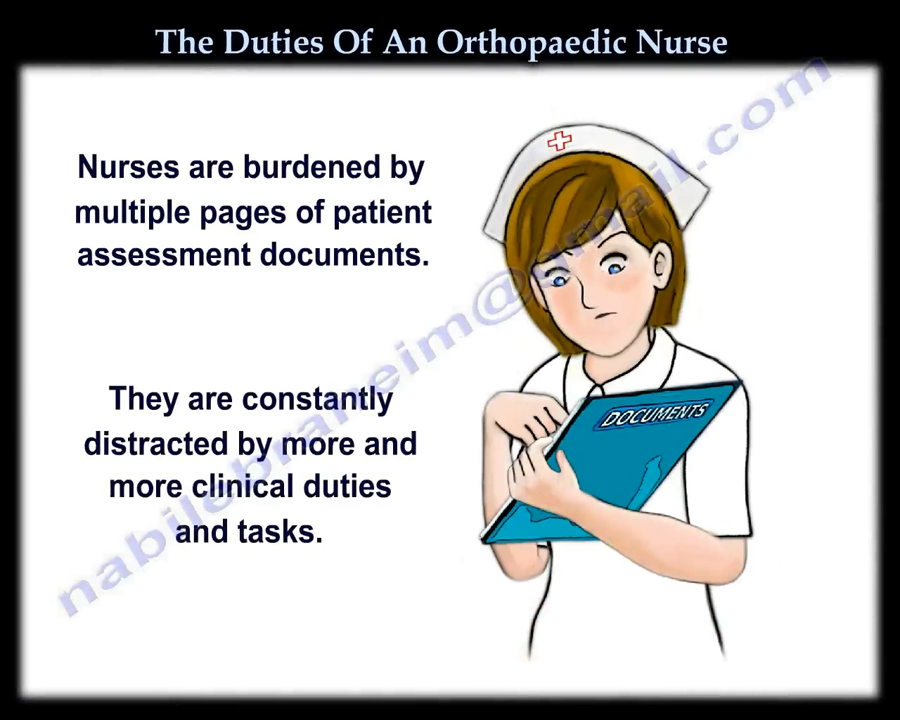 The Duties Of An Orthopaedic Nurse
Nurses are burdened by
multiple pages of patient
assessment documents.
They are constantly
distracted by more and
more clinical duties
and tasks.
DOCUMENTS
nabilebraheim@gmail.com